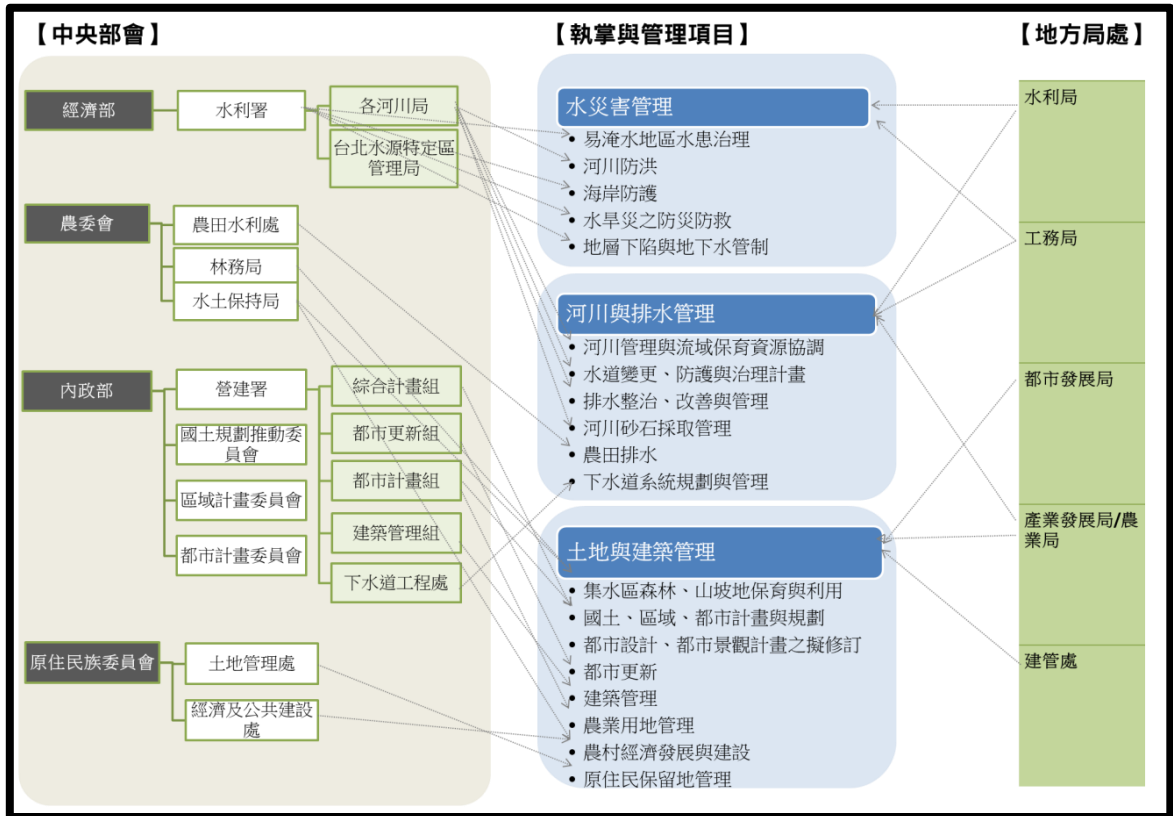 【中央部會】
【執掌與管理項目】
【地方局處】
經濟部
水利署
各河川局
台北水源特定區
管理局
農委會
農田水利處
林務局
水土保持局
內政部
營建署
國土規劃推動委
員會
區域計畫委員會
都市計畫委員會
綜合計畫組
都市更新組
都市計畫組
建築管理組
下水道工程處
原住民族委員會
土地管理處
經濟及公共建設
處
水災害管理
• 易淹水地區水患治理
• 河川防洪
• 海岸防護
• 水旱災之防災防救
• 地層下陷與地下水管制
河川與排水管理
• 河川管理與流域保育資源協調
• 水道變更、防護與治理計畫
• 排水整治、改善與管理
• 河川砂石採取管理
• 農田排水
• 下水道系統規劃與管理
土地與建築管理
• 集水區森林、山坡地保育與利用
• 國土、區域、都市計畫與規劃
• 都市設計、都市景觀計畫之擬修訂
• 都市更新
• 建築管理
• 農業用地管理
• 農村經濟發展與建設
• 原住民保留地管理
水利局
工務局
都市發展局
產業發展局/農
業局
建管處